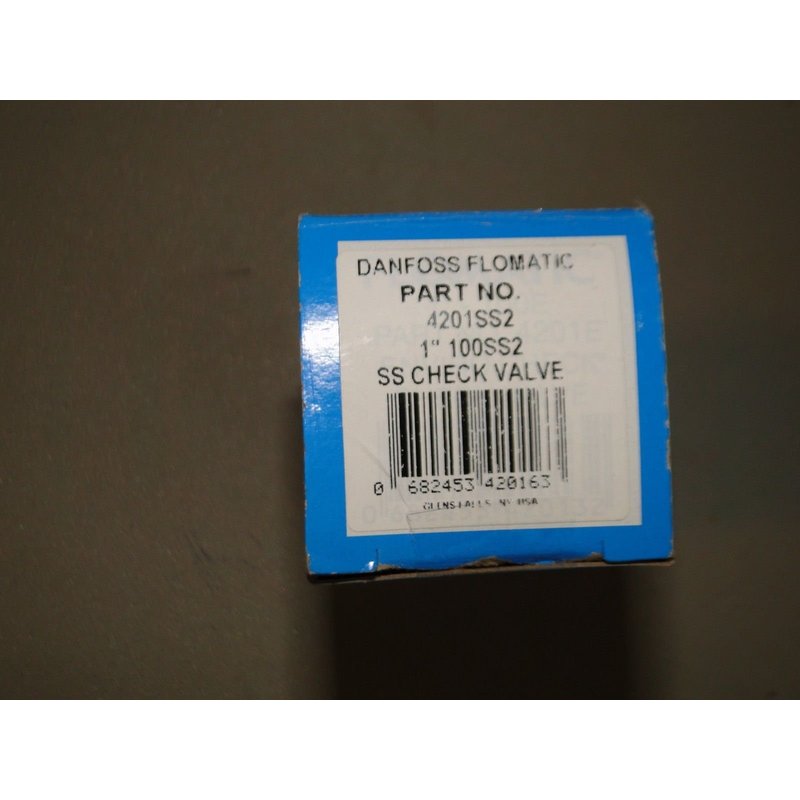 DANFOSS FLOMATIC
PART NO.
4201SS2
1" 100SS2
SS CHECK VALVE
0 682453 420163
GLENS FALLS, NY USA